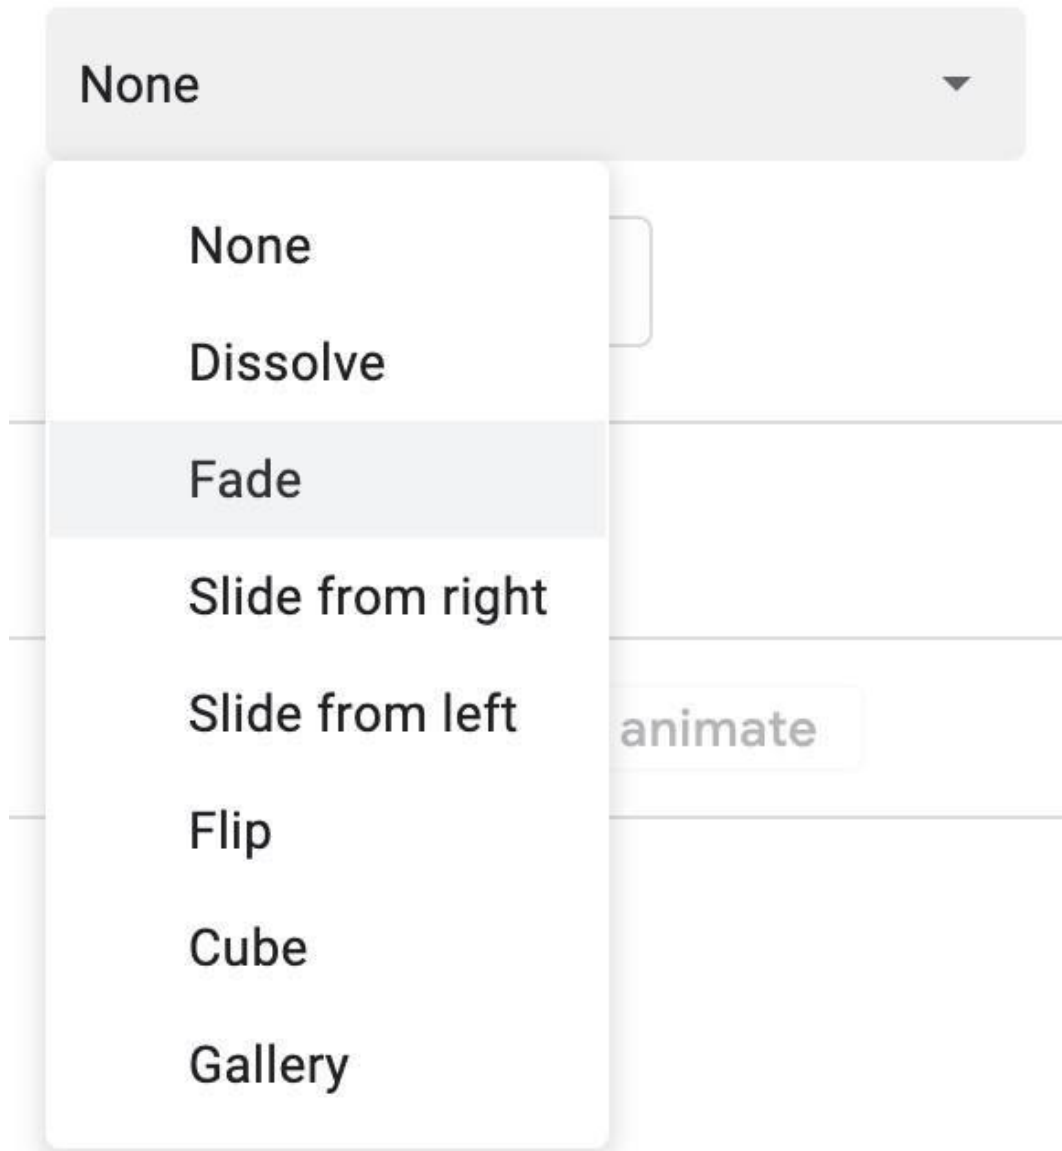 None
None
Dissolve
Fade
Slide from right
Slide from left
animate
Flip
Cube
Gallery